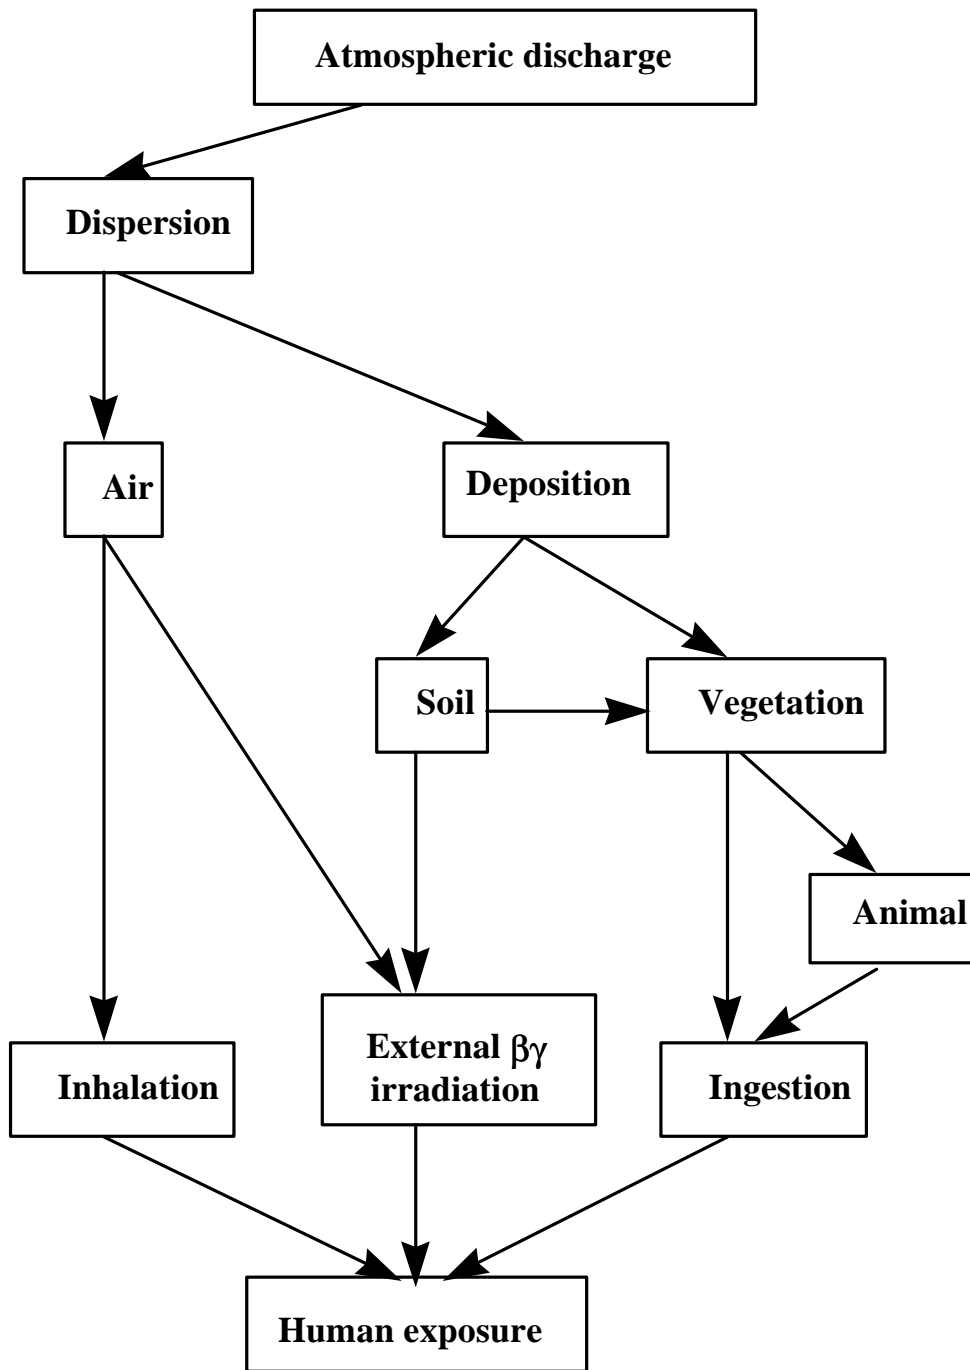 Atmospheric discharge
Dispersion
Air
Deposition
Soil
Vegetation
Animal
External βγ
irradiation
Inhalation
Ingestion
Human exposure